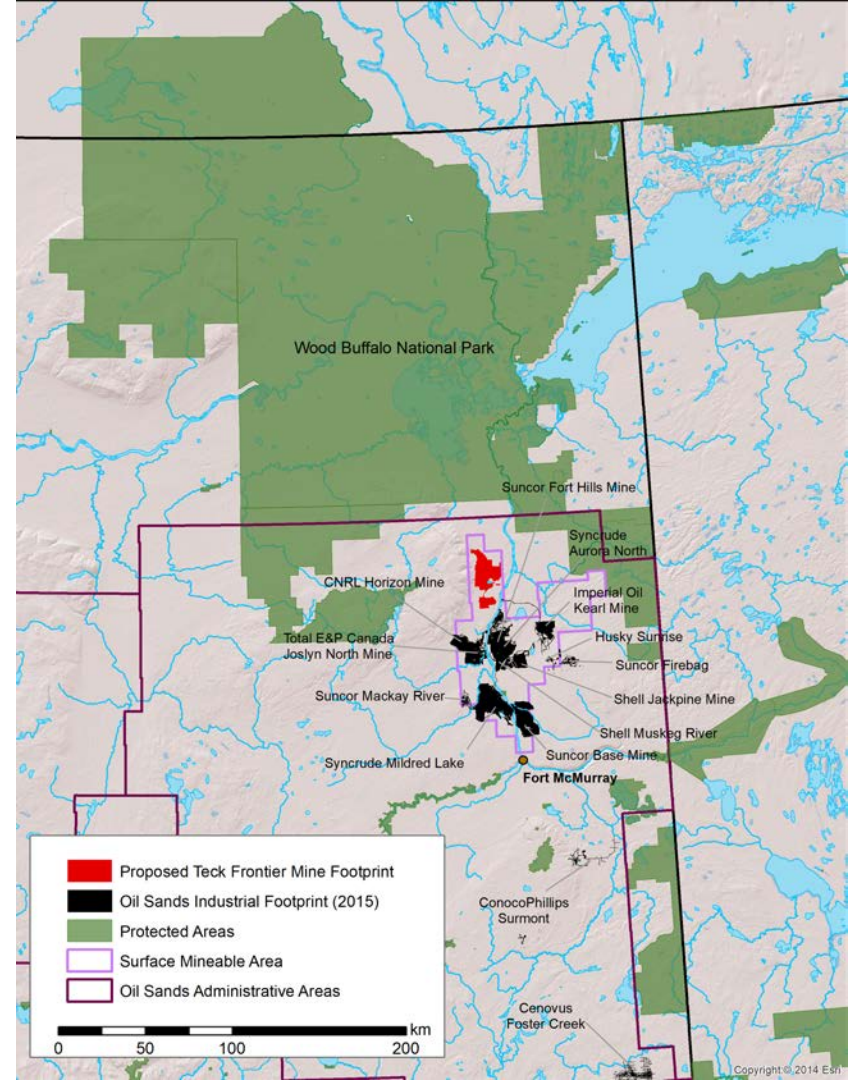 Wood Buffalo National Park
Suncor Fort Hills Mine
Syncrude
Aurora North
CNRL Horizon Mine
Imperial Oil
Kearl Mine
Total E&P Canada
Joslyn North Mine
Husky Sunrise
Suncor Firebag
Suncor Mackay River
Shell Jackpine Mine
Shell Muskeg River
Syncrude Mildred Lake
Suncor Base Mine
Fort McMurray
ConocoPhillips
Surmont
Cenovus
Foster Creek
Proposed Teck Frontier Mine Footprint
Oil Sands Industrial Footprint (2015)
Protected Areas
Surface Mineable Area
Oil Sands Administrative Areas
km
0 50 100 200
Copyright:© 2014 Esri